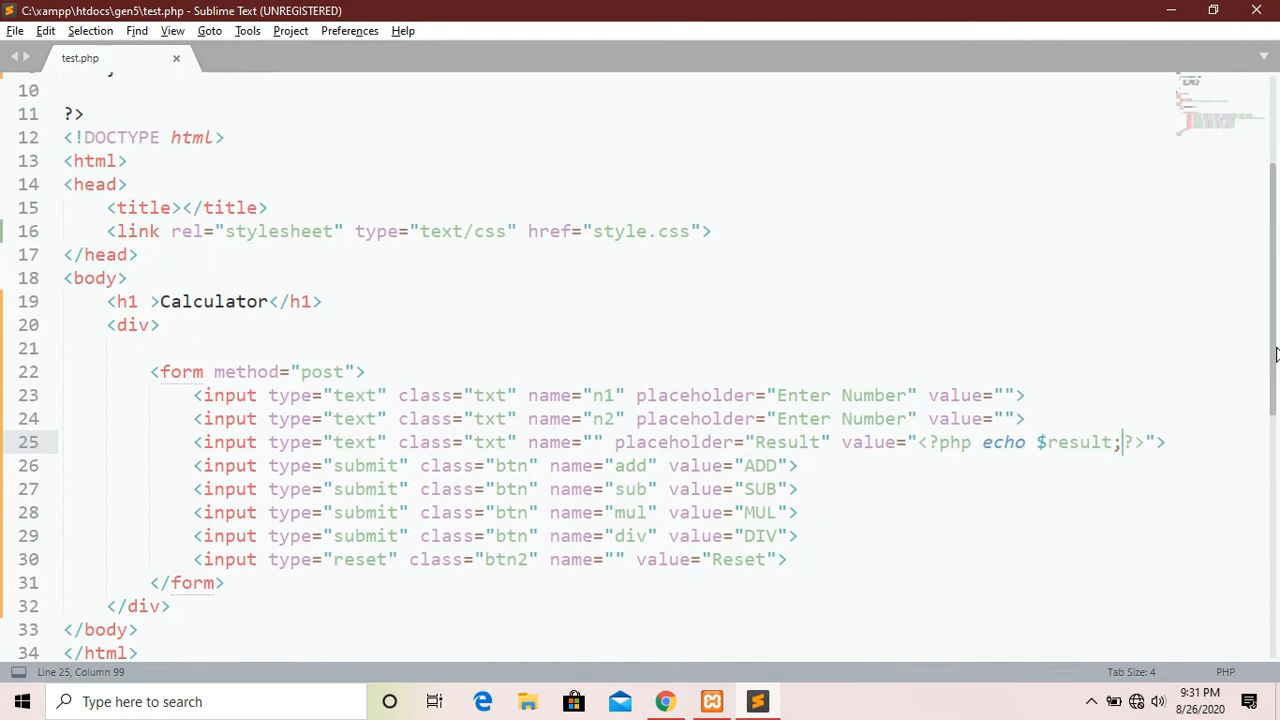 C:\xampp\htdocs\gen5\test.php - Sublime Text (UNREGISTERED)
File Edit Selection Find View Goto Tools Project Preferences Help
test.php
10
11 ?>
12 <!DOCTYPE html>
13 <html>
14 <head>
15 <title></title>
16 <link rel="stylesheet" type="text/css" href="style.css">
17 </head>
18 <body>
19 <h1 >Calculator</h1>
20 <div>
21
22 <form method="post">
23 <input type="text" class="txt" name="n1" placeholder="Enter Number" value="">
24 <input type="text" class="txt" name="n2" placeholder="Enter Number" value="">
25 <input type="text" class="txt" name="" placeholder="Result" value="<?php echo $result;?>">
26 <input type="submit" class="btn" name="add" value="ADD">
27 <input type="submit" class="btn" name="sub" value="SUB">
28 <input type="submit" class="btn" name="mul" value="MUL">
29 <input type="submit" class="btn" name="div" value="DIV">
30 <input type="reset" class="btn2" name="" value="Reset">
31 </form>
32 </div>
33 </body>
34 </html>
Line 25, Column 99 Tab Size: 4 PHP
Type here to search
9:31 PM
8/26/2020